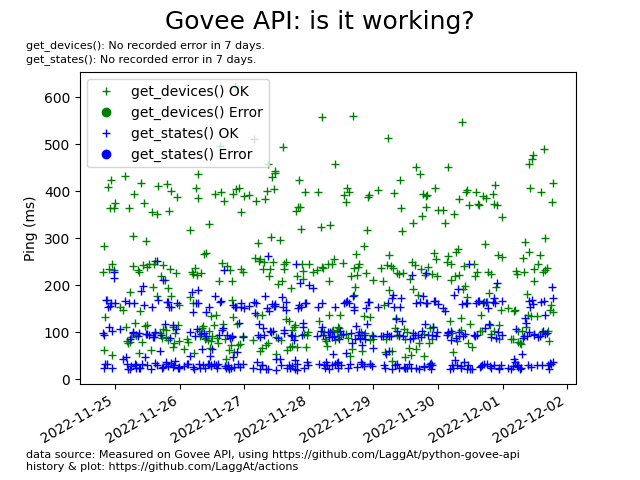 Govee API: is it working?
get_devices(): No recorded error in 7 days.
get_states(): No recorded error in 7 days.
get_devices() OK
get_devices() Error
get_states() OK
get_states() Error
Ping (ms)
600
500
400
300
200
100
0
2022-11-25
2022-11-26
2022-11-27
2022-11-28
2022-11-29
2022-11-30
2022-12-01
2022-12-02
data source: Measured on Govee API, using https://github.com/LaggAt/python-govee-api
history & plot: https://github.com/LaggAt/actions